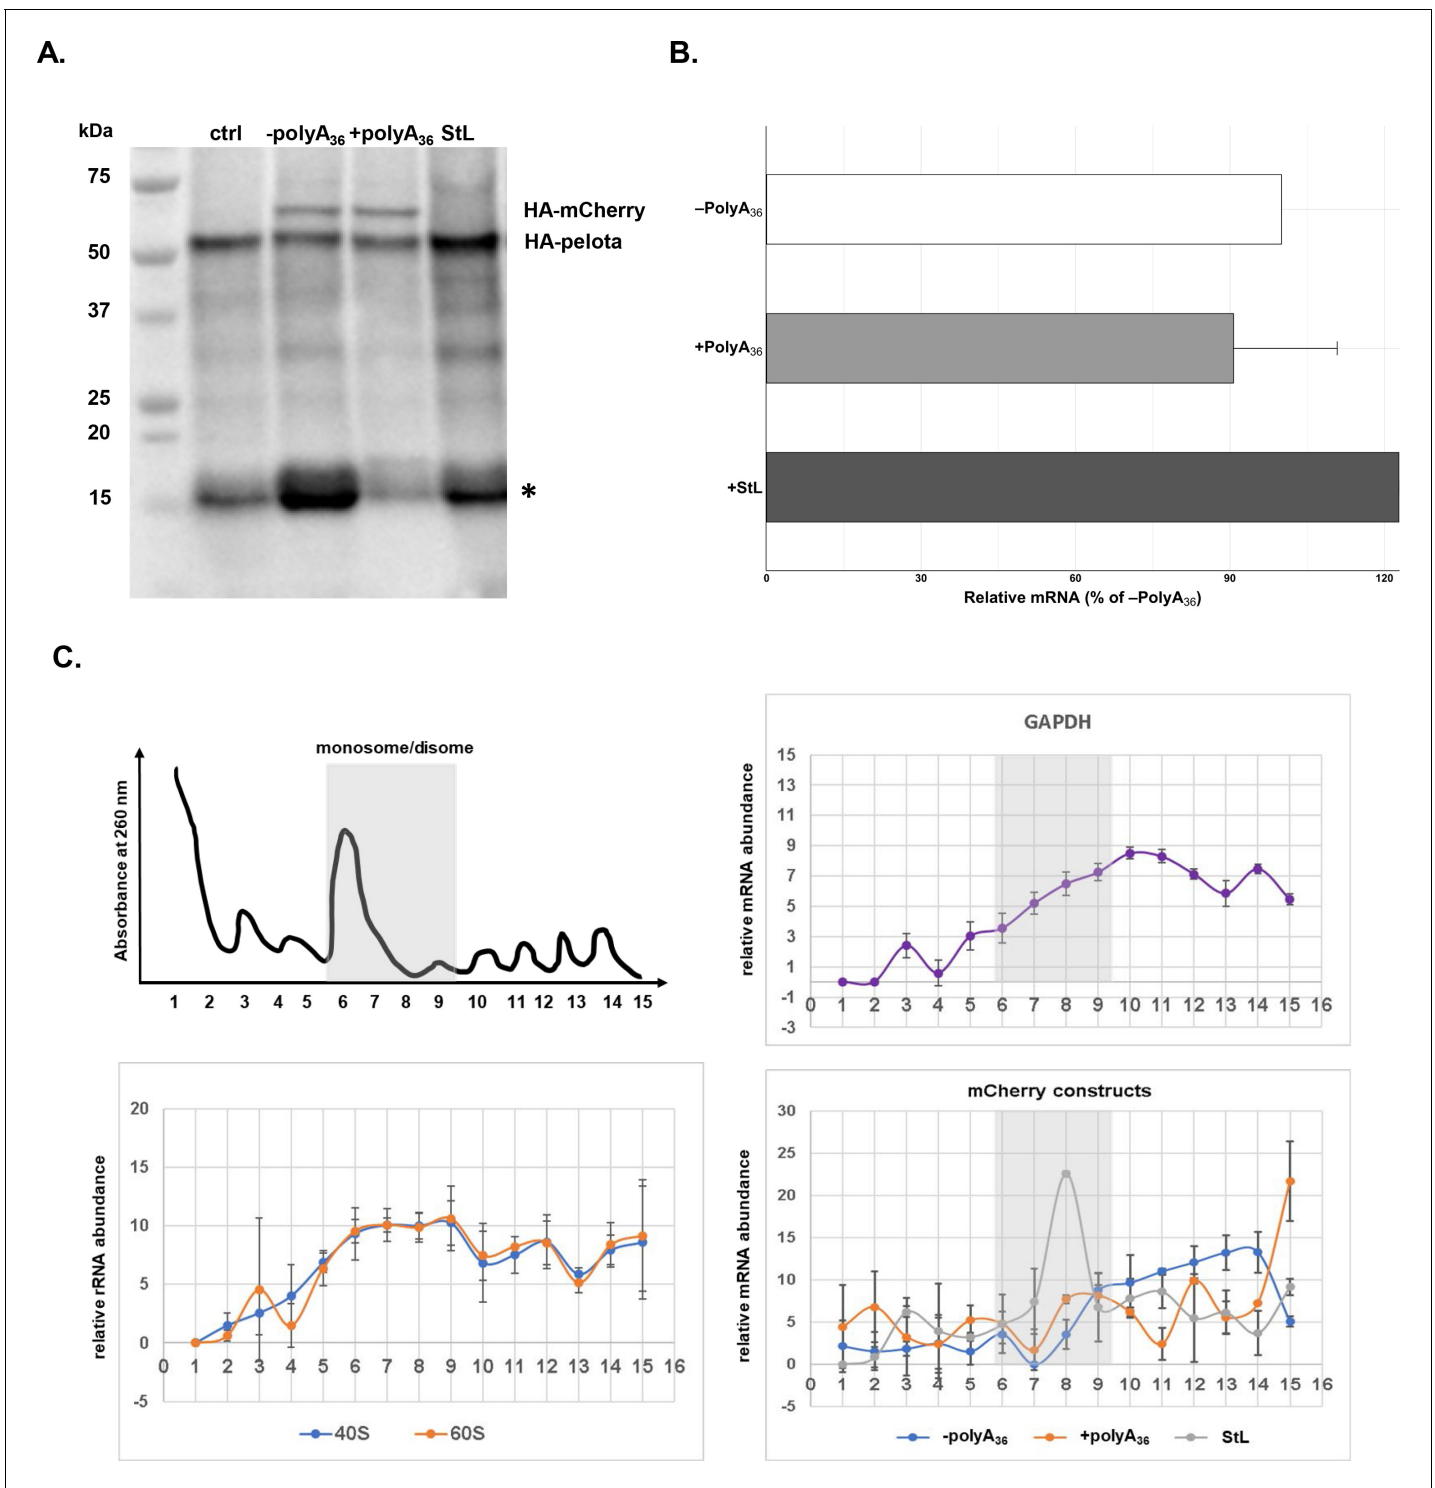 A.
kDa
ctrl -polyA36 +polyA36 StL
75
50
37
25
20
15
HA-mCherry
HA-pelota
*
B.
–PolyA36
+PolyA36
+StL
0 30 60 90 120
Relative mRNA (% of –PolyA36)
C.
monosome/disome
Absorbance at 260 nm
1 2 3 4 5 6 7 8 9 10 11 12 13 14 15
GAPDH
relative mRNA abundance
15
13
11
9
7
5
3
1
-1
-3
0 1 2 3 4 5 6 7 8 9 10 11 12 13 14 15 16
relative rRNA abundance
20
15
10
5
0
-5
0 1 2 3 4 5 6 7 8 9 10 11 12 13 14 15 16
40S 60S
mCherry constructs
relative mRNA abundance
30
25
20
15
10
5
0
-5
0 1 2 3 4 5 6 7 8 9 10 11 12 13 14 15 16
-polyA36 +polyA36 StL